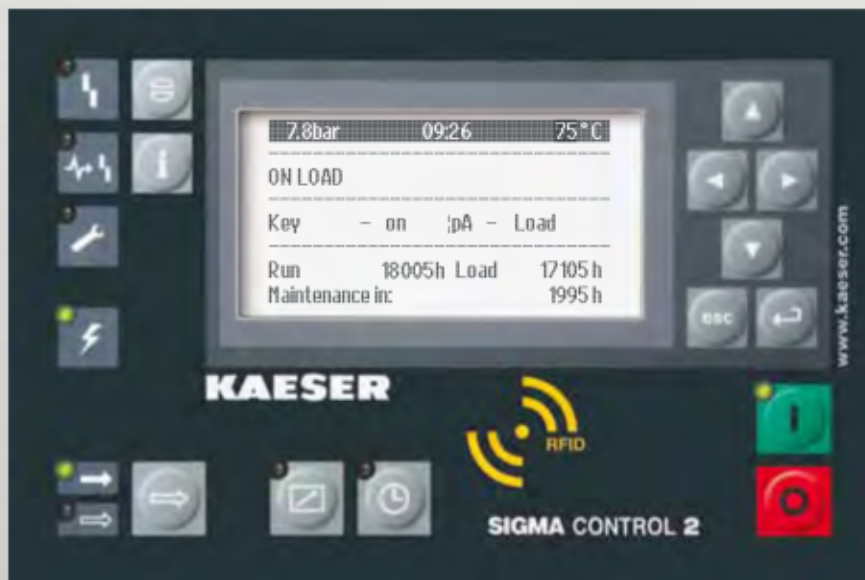 7.8bar 09:26 75°C
ON LOAD
Key - on ¦pA - Load
Run 18005h Load 17105h
Maintenance in: 1995h
esc
www.kaeser.com
KAESER
RFID
SIGMA CONTROL 2